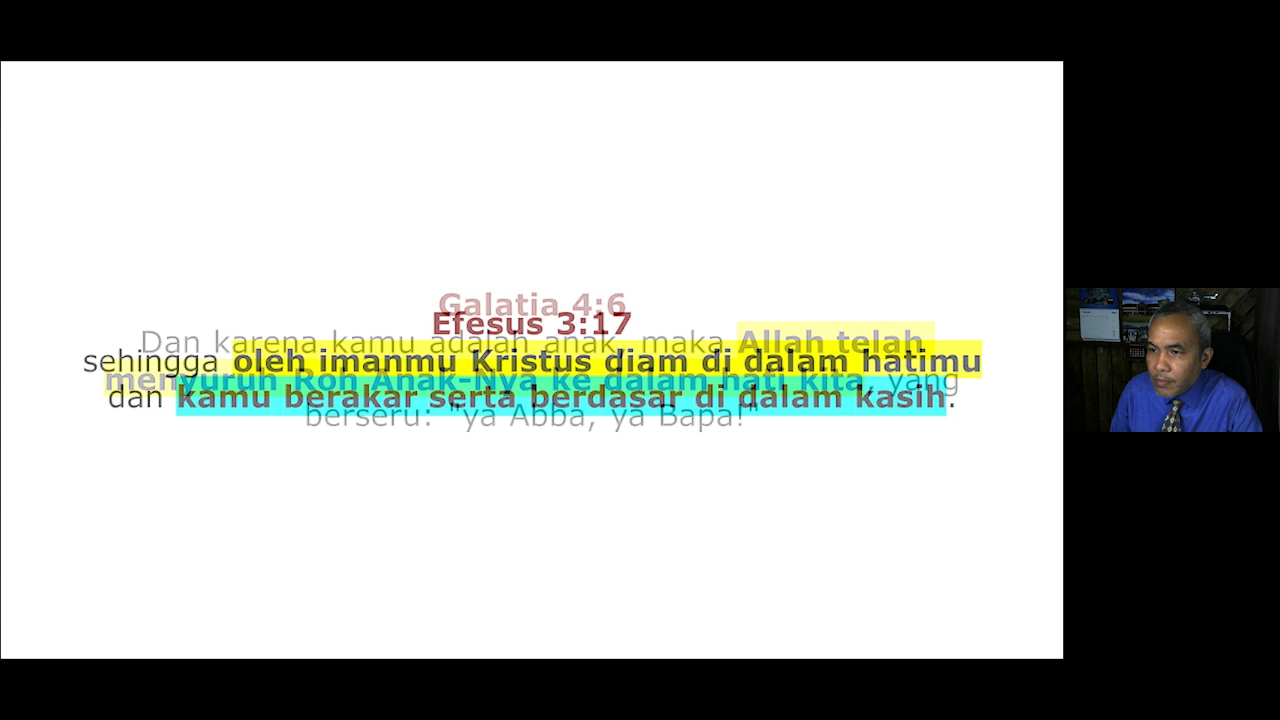 Galatia 4:6
Dan karena kamu adalah anak, maka Allah telah
menyuruh Roh Anak-Nya ke dalam hati kita, yang
berseru: "ya Abba, ya Bapa!"
Efesus 3:17
sehingga oleh imanmu Kristus diam di dalam hatimu
dan kamu berakar serta berdasar di dalam kasih.